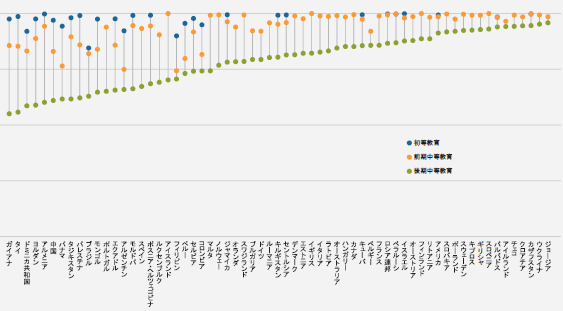 初等教育
前期中等教育
後期中等教育
ガイアナ
タイ
ドミニカ共和国
ヨルダン
アルメニア
中国
パナマ
タジキスタン
パレスチナ
ブラジル
モンゴル
ポルトガル
エクアドル
アルゼンチン
モルドバ
スペイン
ボスニア・ヘルツェゴビナ
ルクセンブルク
アイスランド
フィリピン
ペルー
セルビア
コロンビア
マルタ
ノルウェー
ジャマイカ
オランダ
スワジランド
ブルガリア
ドイツ
ルーマニア
キルギスタン
セントルシア
デンマーク
エストニア
イギリス
イタリア
ラトビア
オーストラリア
ハンガリー
カナダ
キューバ
ベルギー
フランス
ロシア連邦
ベラルーシ
イスラエル
オーストリア
フィンランド
リトアニア
アメリカ
スロバキア
ポーランド
スウェーデン
キプロス
ギリシャ
スロベニア
バルバドス
アイルランド
チェコ
クロアチア
カザフスタン
ウクライナ
ジョージア